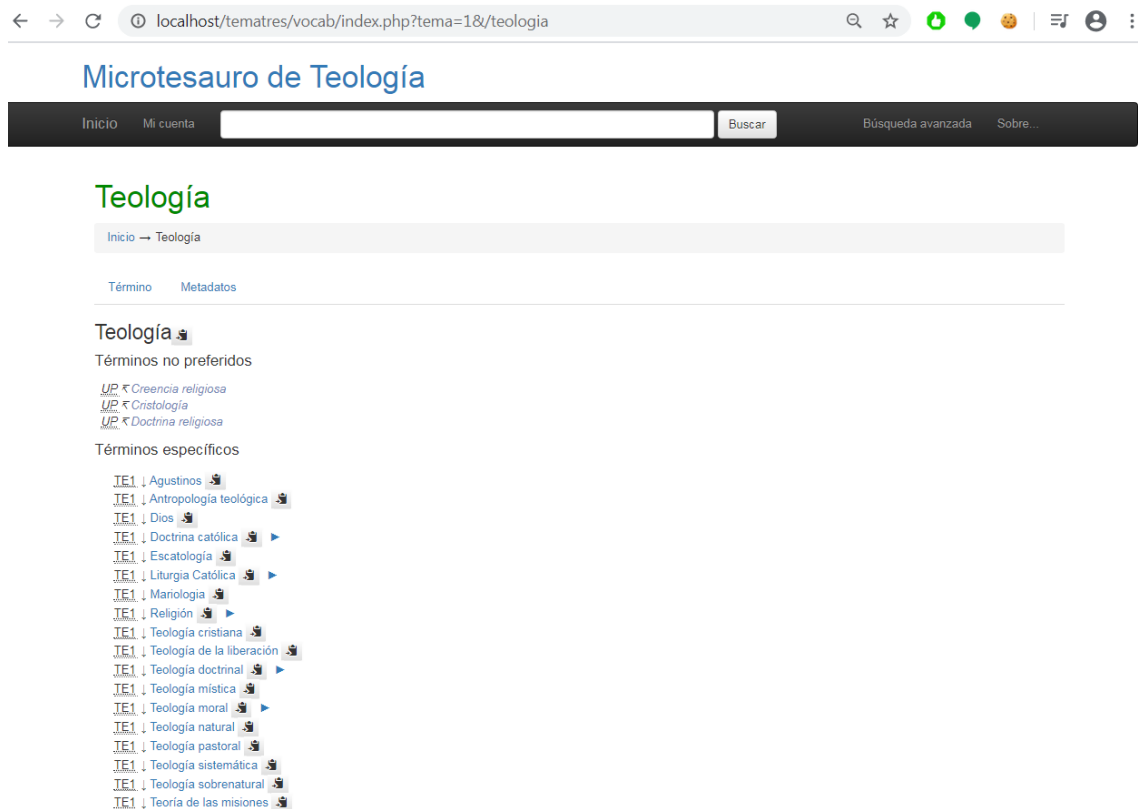 localhost/tematres/vocab/index.php?tema=1&/teologia
Microtesauro de Teología
Inicio Mi cuenta Buscar Búsqueda avanzada Sobre...
Teología
Inicio → Teología
Término Metadatos
Teología
Términos no preferidos
UP Creencia religiosa
UP Cristología
UP Doctrina religiosa
Términos específicos
TE1 ↓ Agustinos
TE1 ↓ Antropología teológica
TE1 ↓ Dios
TE1 ↓ Doctrina católica ►
TE1 ↓ Escatología
TE1 ↓ Liturgia Católica ►
TE1 ↓ Mariologia
TE1 ↓ Religión ►
TE1 ↓ Teología cristiana
TE1 ↓ Teología de la liberación
TE1 ↓ Teología doctrinal ►
TE1 ↓ Teología mística
TE1 ↓ Teología moral ►
TE1 ↓ Teología natural
TE1 ↓ Teología pastoral
TE1 ↓ Teología sistemática
TE1 ↓ Teología sobrenatural
TE1 ↓ Teoría de las misiones